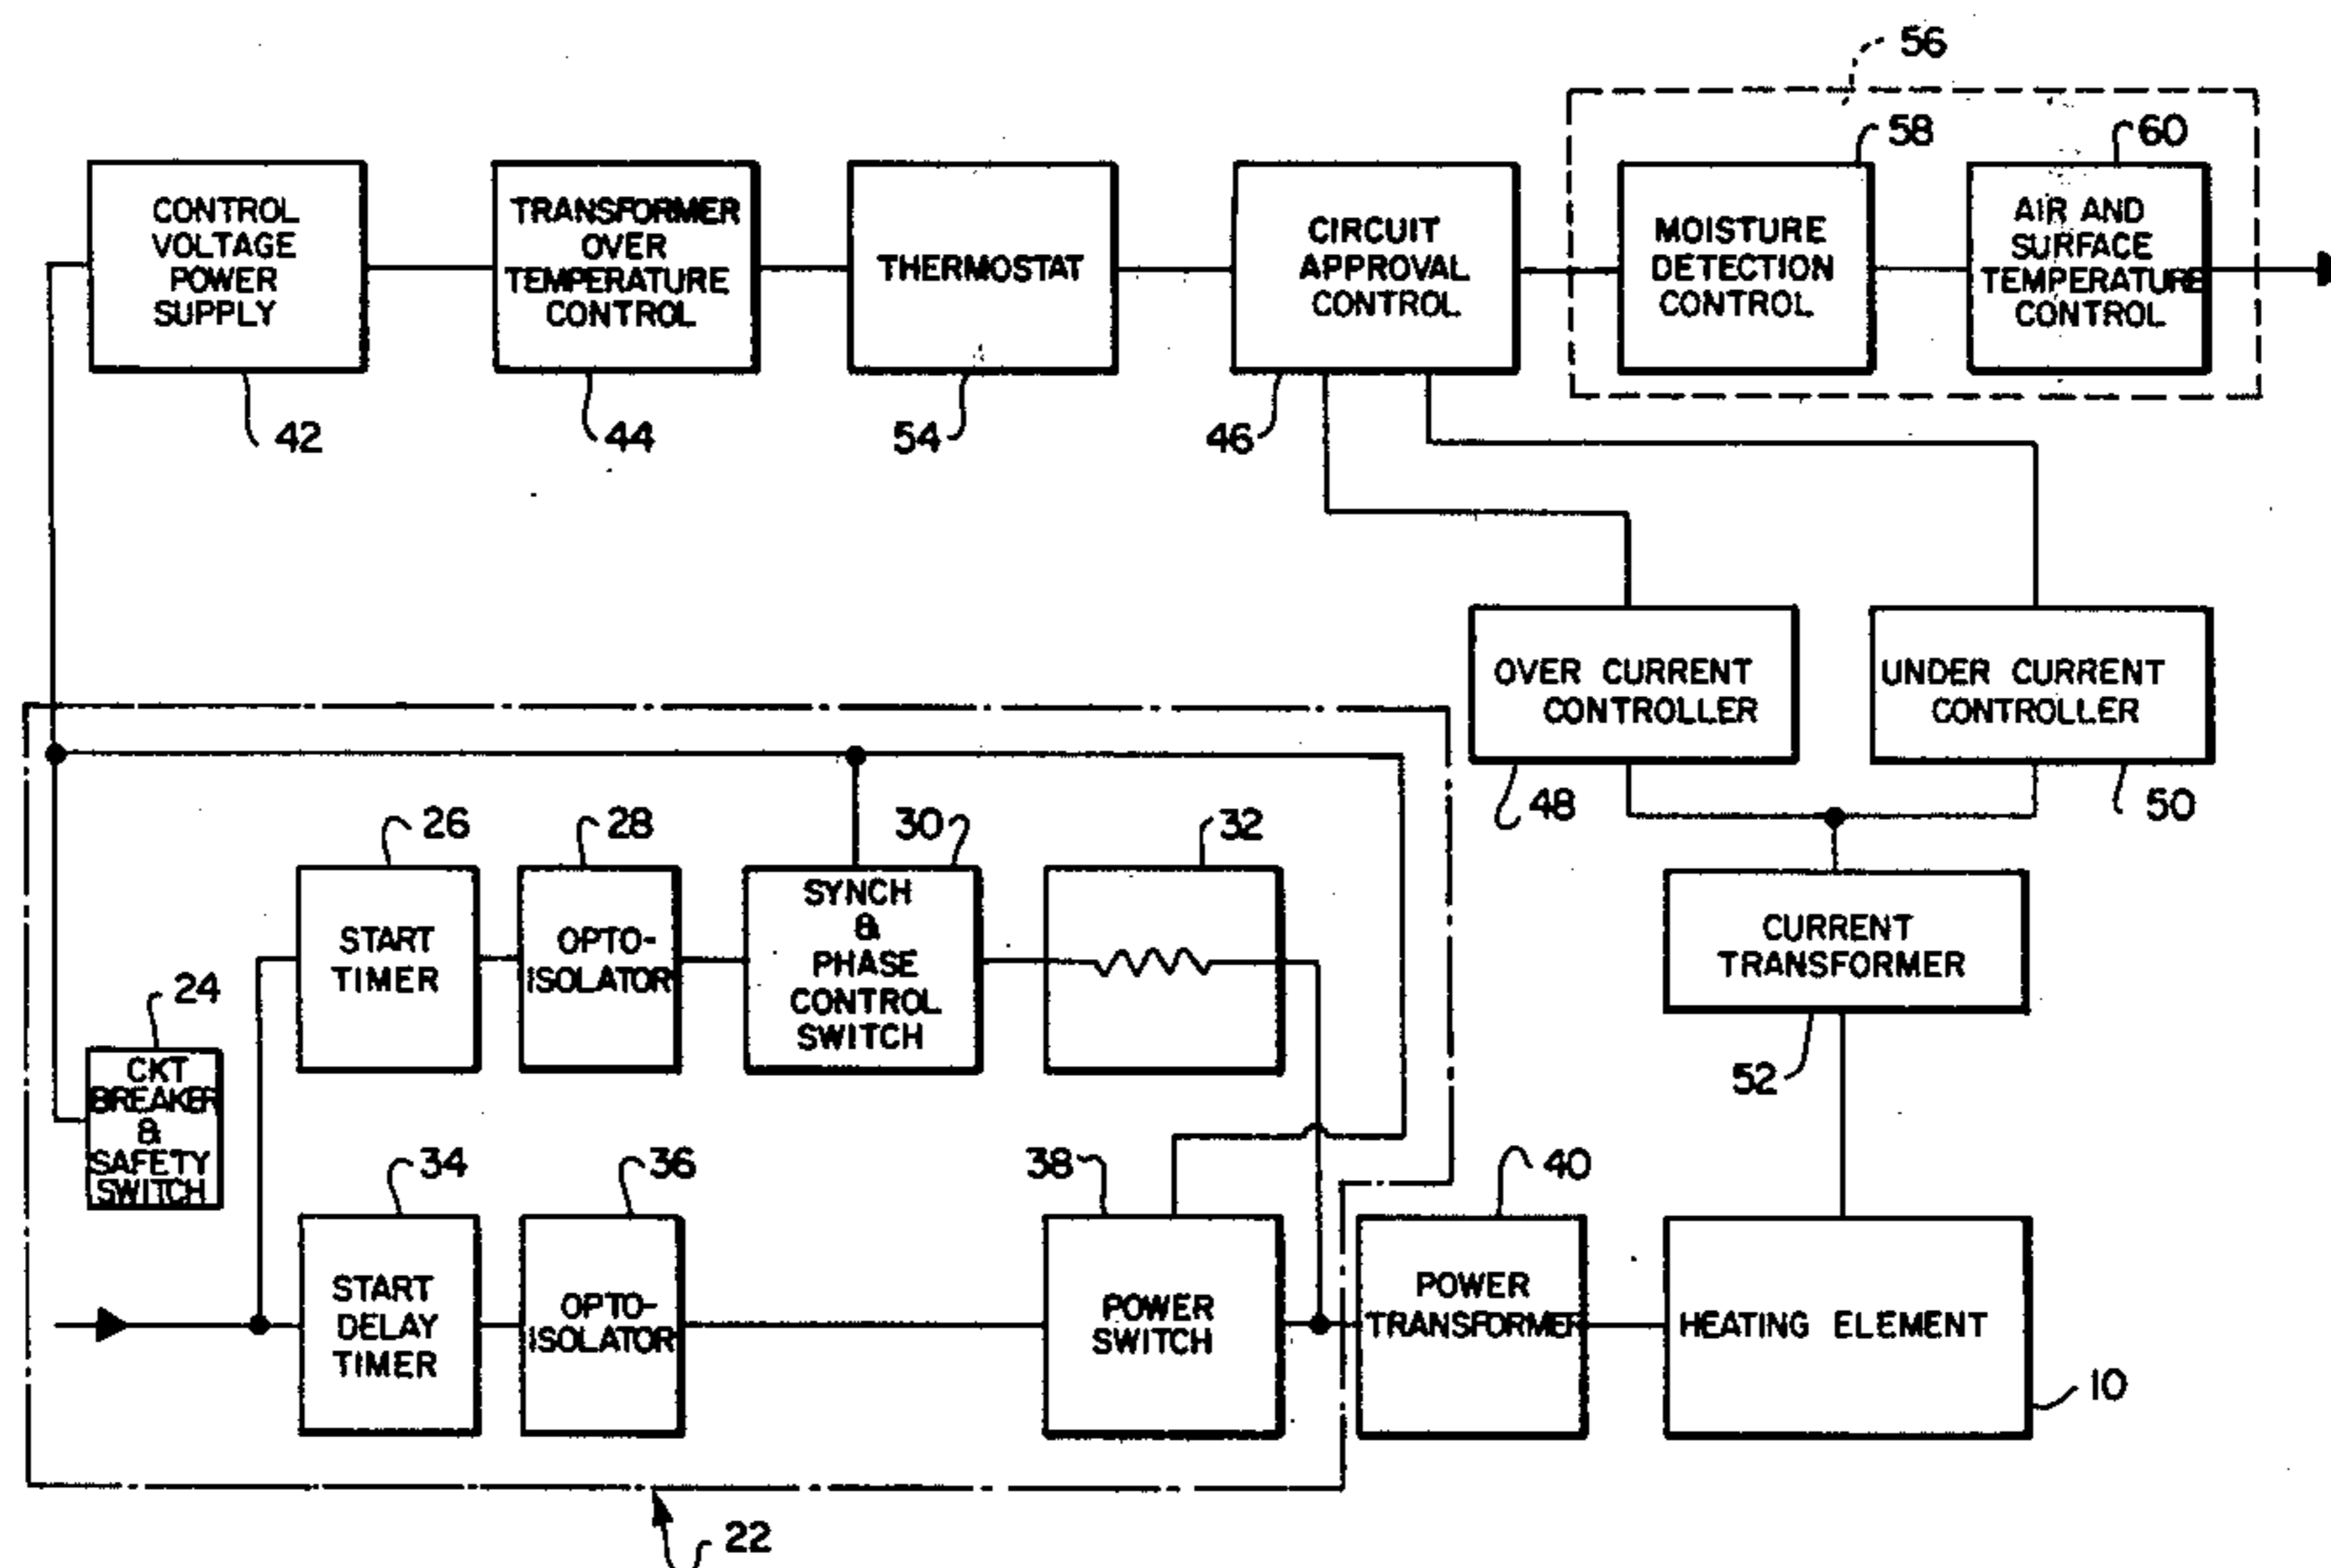 56
58
60
CONTROL
VOLTAGE
POWER
SUPPLY
TRANSFORMER
OVER
TEMPERATURE
CONTROL
THERMOSTAT
CIRCUIT
APPROVAL
CONTROL
MOISTURE
DETECTION
CONTROL
AIR AND
SURFACE
TEMPERATURE
CONTROL
42
44
54
46
OVER CURRENT
CONTROLLER
UNDER CURRENT
CONTROLLER
48
50
26
28
30
32
START
TIMER
OPTO-
ISOLATOR
SYNCH
&
PHASE
CONTROL
SWITCH
CURRENT
TRANSFORMER
52
24
CKT
BREAKER
&
SAFETY
SWITCH
34
36
38
40
START
DELAY
TIMER
OPTO-
ISOLATOR
POWER
SWITCH
POWER
TRANSFORMER
HEATING ELEMENT
10
22